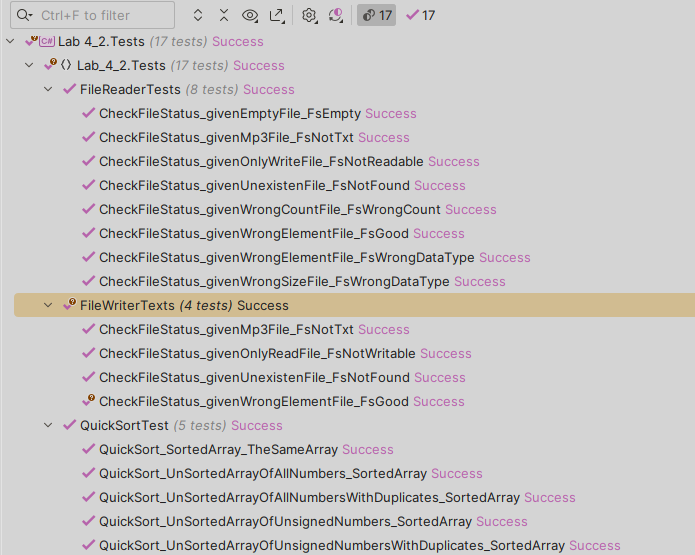 Ctrl+F to filter 17 17
C# Lab 4_2.Tests (17 tests) Success
{} Lab_4_2.Tests (17 tests) Success
FileReaderTests (8 tests) Success
CheckFileStatus_givenEmptyFile_FsEmpty Success
CheckFileStatus_givenMp3File_FsNotTxt Success
CheckFileStatus_givenOnlyWriteFile_FsNotReadable Success
CheckFileStatus_givenUnexistenFile_FsNotFound Success
CheckFileStatus_givenWrongCountFile_FsWrongCount Success
CheckFileStatus_givenWrongElementFile_FsGood Success
CheckFileStatus_givenWrongElementFile_FsWrongDataType Success
CheckFileStatus_givenWrongSizeFile_FsWrongDataType Success
FileWriterTexts (4 tests) Success
CheckFileStatus_givenMp3File_FsNotTxt Success
CheckFileStatus_givenOnlyReadFile_FsNotWritable Success
CheckFileStatus_givenUnexistenFile_FsNotFound Success
CheckFileStatus_givenWrongElementFile_FsGood Success
QuickSortTest (5 tests) Success
QuickSort_SortedArray_TheSameArray Success
QuickSort_UnSortedArrayOfAllNumbers_SortedArray Success
QuickSort_UnSortedArrayOfAllNumbersWithDuplicates_SortedArray Success
QuickSort_UnSortedArrayOfUnsignedNumbers_SortedArray Success
QuickSort_UnSortedArrayOfUnsignedNumbersWithDuplicates_SortedArray Success